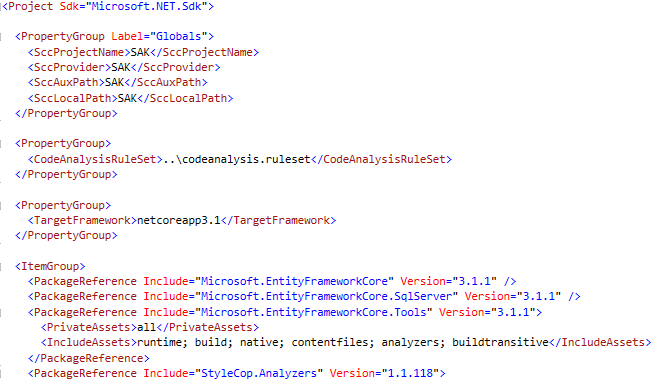 <Project Sdk="Microsoft.NET.Sdk">
<PropertyGroup Label="Globals">
<SccProjectName>SAK</SccProjectName>
<SccProvider>SAK</SccProvider>
<SccAuxPath>SAK</SccAuxPath>
<SccLocalPath>SAK</SccLocalPath>
</PropertyGroup>
<PropertyGroup>
<CodeAnalysisRuleSet>..\codeanalysis.ruleset</CodeAnalysisRuleSet>
</PropertyGroup>
<PropertyGroup>
<TargetFramework>netcoreapp3.1</TargetFramework>
</PropertyGroup>
<ItemGroup>
<PackageReference Include="Microsoft.EntityFrameworkCore" Version="3.1.1" />
<PackageReference Include="Microsoft.EntityFrameworkCore.SqlServer" Version="3.1.1" />
<PackageReference Include="Microsoft.EntityFrameworkCore.Tools" Version="3.1.1">
<PrivateAssets>all</PrivateAssets>
<IncludeAssets>runtime; build; native; contentfiles; analyzers; buildtransitive</IncludeAssets>
</PackageReference>
<PackageReference Include="StyleCop.Analyzers" Version="1.1.118">